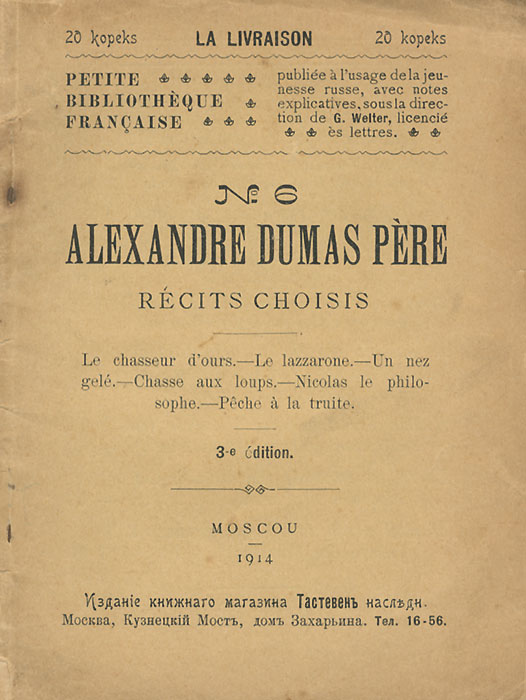 20 kopeks LA LIVRAISON 20 kopeks
PETITE
BIBLIOTHÈQUE
FRANÇAISE
publiée à l'usage de la jeu-
nesse russe, avec notes
explicatives, sous la direc-
tion de G. Welter, licencié
ès lettres.
№ 6
ALEXANDRE DUMAS PÈRE
RÉCITS CHOISIS
Le chasseur d'ours.—Le lazzarone.—Un nez
gelé.—Chasse aux loups.—Nicolas le philo-
sophe.—Pêche à la truite.
3-e édition.
MOSCOU
1914
Изданіе книжнаго магазина Тастевенъ наслѣдн.
Москва, Кузнецкій Мостъ, домъ Захарьина. Тел. 16-56.